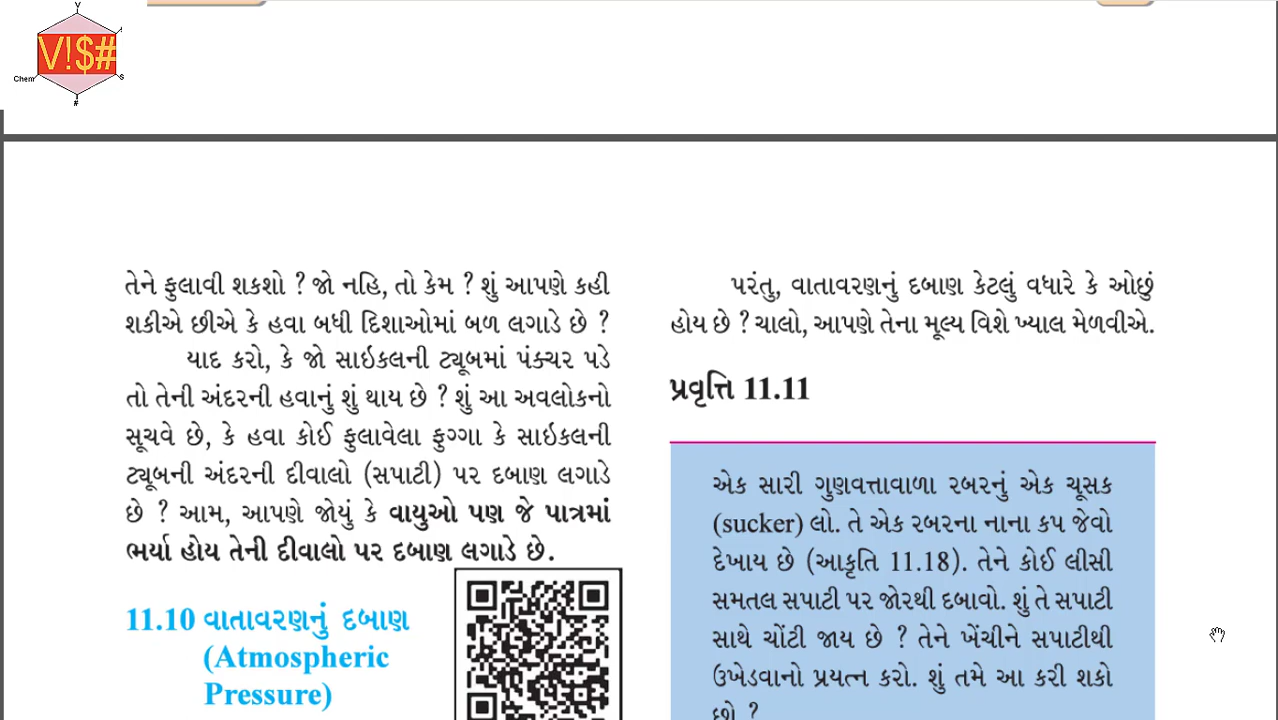 Y
V!$#
Chem
S
#
તેને ફુલાવી શકશો ? જો નહિ, તો કેમ ? શું આપણે કહી
શકીએ છીએ કે હવા બધી દિશાઓમાં બળ લગાડે છે ?
યાદ કરો, કે જો સાઇકલની ટ્યૂબમાં પંક્ચર પડે
તો તેની અંદરની હવાનું શું થાય છે ? શું આ અવલોકનો
સૂચવે છે, કે હવા કોઈ ફુલાવેલા ફુગ્ગા કે સાઇકલની
ટ્યૂબની અંદરની દીવાલો (સપાટી) પર દબાણ લગાડે
છે ? આમ, આપણે જોયું કે વાયુઓ પણ જે પાત્રમાં
ભર્યા હોય તેની દીવાલો પર દબાણ લગાડે છે.
11.10 વાતાવરણનું દબાણ
(Atmospheric
Pressure)
પરંતુ, વાતાવરણનું દબાણ કેટલું વધારે કે ઓછું
હોય છે ? ચાલો, આપણે તેના મૂલ્ય વિશે ખ્યાલ મેળવીએ.
પ્રવૃત્તિ 11.11
એક સારી ગુણવત્તાવાળા રબરનું એક ચૂસક
(sucker) લો. તે એક રબરના નાના કપ જેવો
દેખાય છે (આકૃતિ 11.18). તેને કોઈ લીસી
સમતલ સપાટી પર જોરથી દબાવો. શું તે સપાટી
સાથે ચોંટી જાય છે ? તેને ખેંચીને સપાટીથી
ઉખેડવાનો પ્રયત્ન કરો. શું તમે આ કરી શકો
છો ?